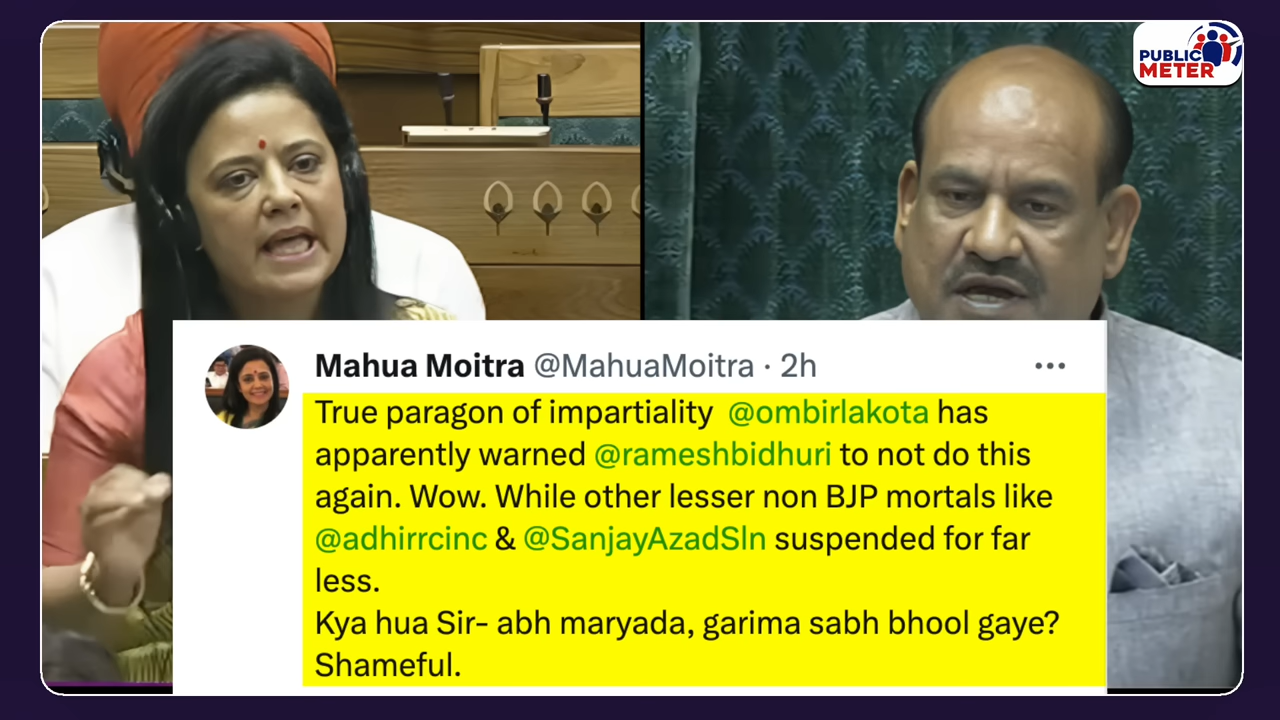 PUBLIC
METER
Mahua Moitra @MahuaMoitra · 2h
True paragon of impartiality @ombirlakota has
apparently warned @rameshbidhuri to not do this
again. Wow. While other lesser non BJP mortals like
@adhirrcinc & @SanjayAzadSln suspended for far
less.
Kya hua Sir- abh maryada, garima sabh bhool gaye?
Shameful.